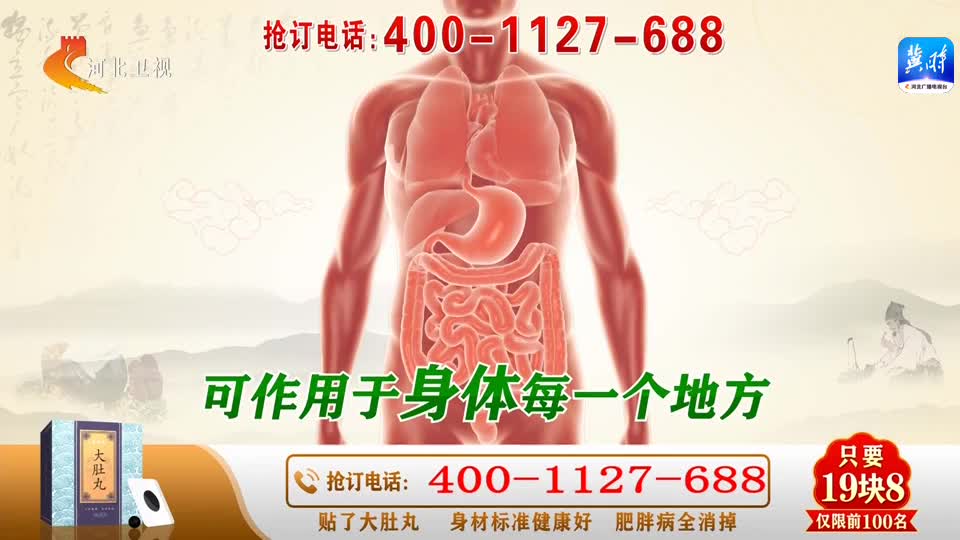 抢订电话:400-1127-688
河北卫视
冀时
河北广播电视台
可作用于身体每一个地方
大肚丸
抢订电话: 400-1127-688
贴了大肚丸 身材标准健康好 肥胖病全消掉
只要
19块8
仅限前100名